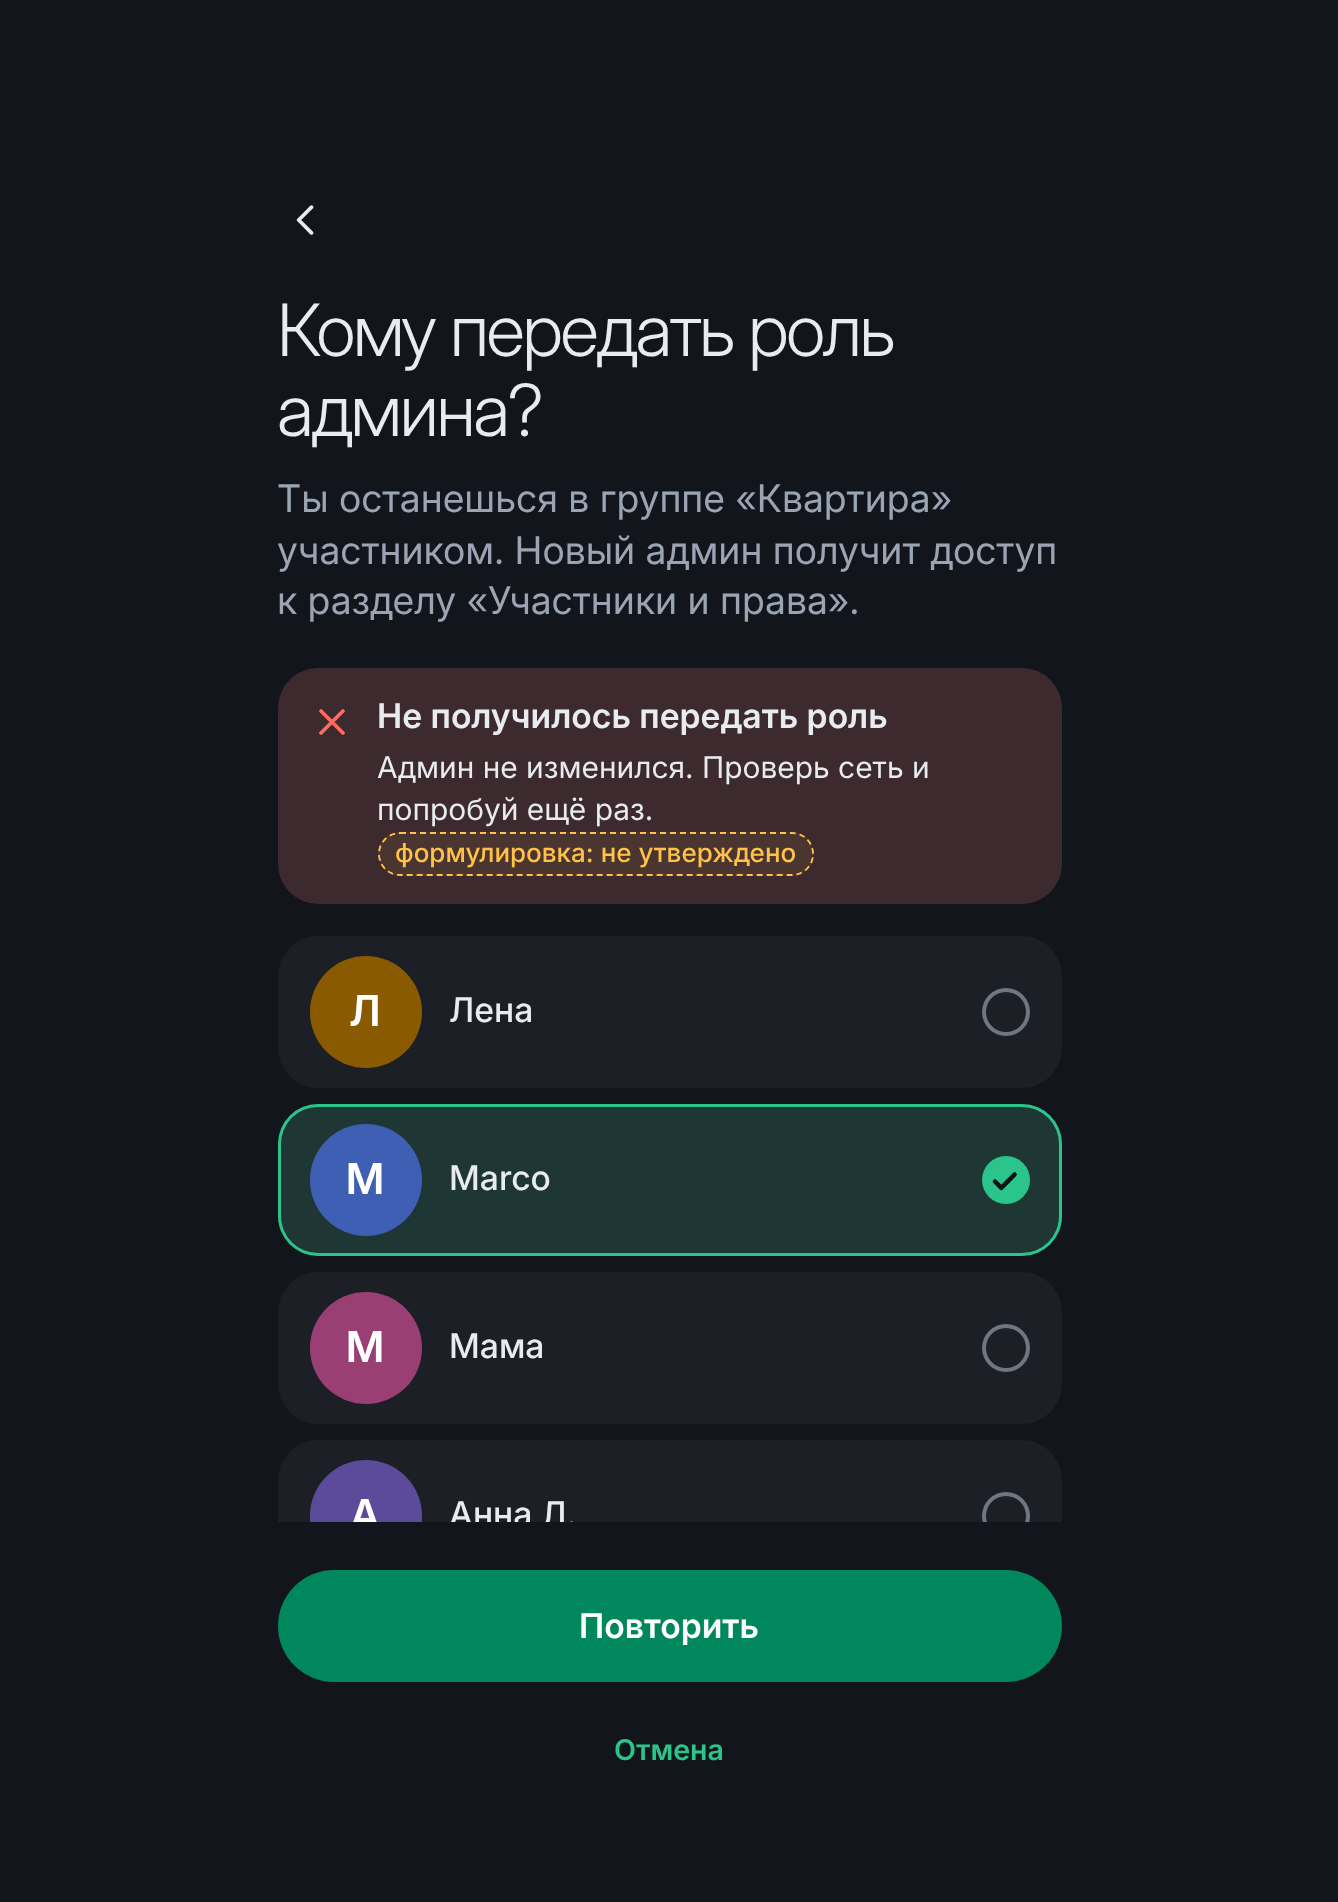 Кому передать роль
админа?
Ты останешься в группе «Квартира»
участником. Новый админ получит доступ
к разделу «Участники и права».
Не получилось передать роль
Админ не изменился. Проверь сеть и
попробуй ещё раз.
формулировка: не утверждено
Л Лена
M Marco
М Мама
А Анна Д.
Повторить
Отмена